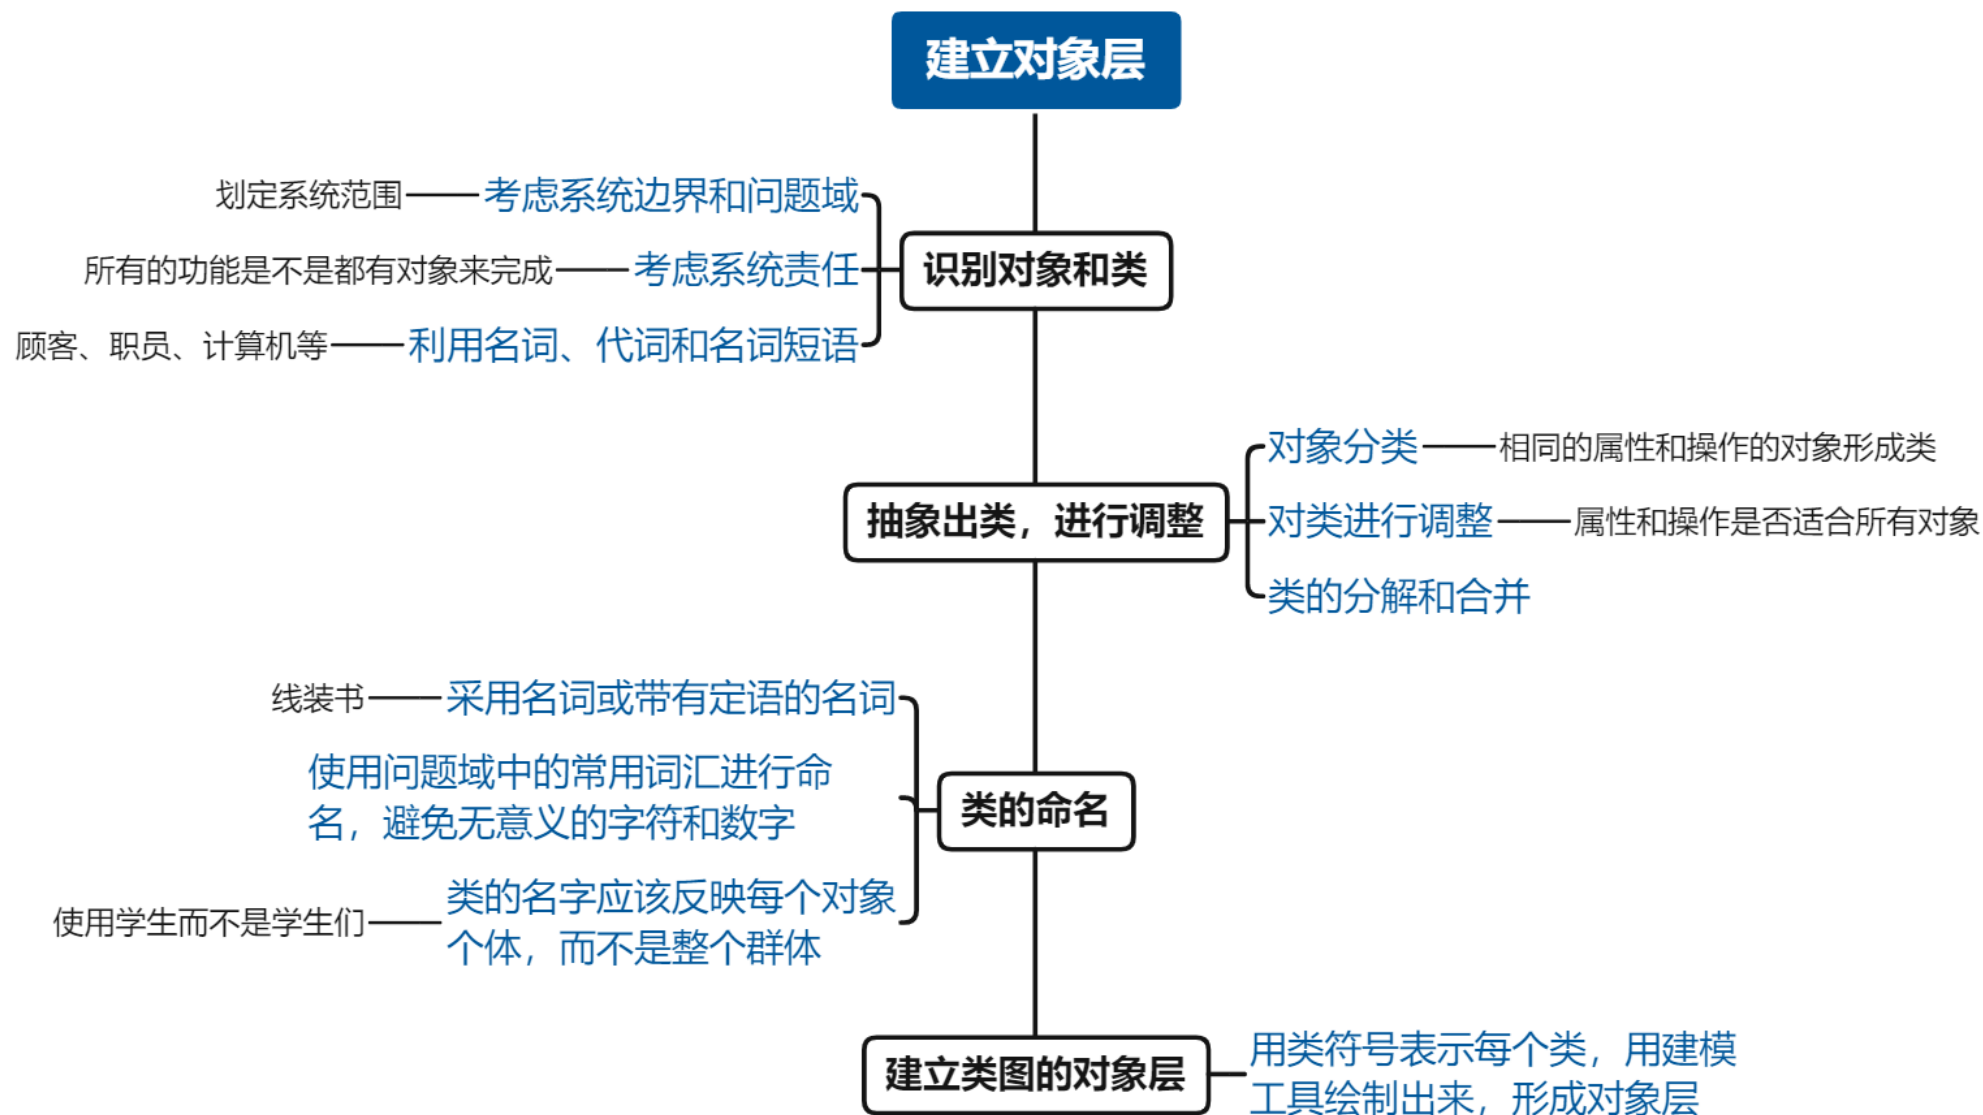 建立对象层
划定系统范围
考虑系统边界和问题域
所有的功能是不是都有对象来完成
考虑系统责任
识别对象和类
顾客、职员、计算机等
利用名词、代词和名词短语
对象分类
相同的属性和操作的对象形成类
抽象出类，进行调整
对类进行调整
属性和操作是否适合所有对象
类的分解和合并
线装书
采用名词或带有定语的名词
使用问题域中的常用词汇进行命
名，避免无意义的字符和数字
类的命名
使用学生而不是学生们
类的名字应该反映每个对象
个体，而不是整个群体
建立类图的对象层
用类符号表示每个类，用建模
工具绘制出来，形成对象层